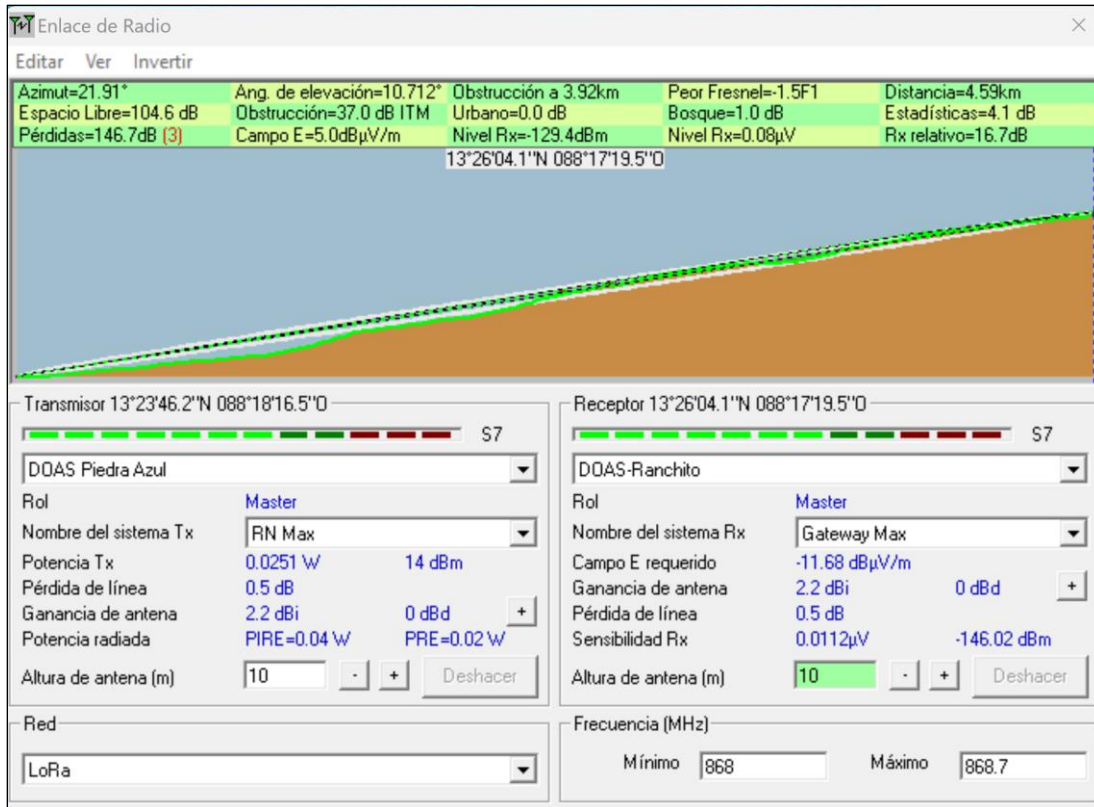 Enlace de Radio
Editar Ver Invertir
Azimut=21.91° Ang. de elevación=10.712° Obstrucción a 3.92km Peor Fresnel=-1.5F1 Distancia=4.59km
Espacio Libre=104.6 dB Obstrucción=37.0 dB ITM Urbano=0.0 dB Bosque=1.0 dB Estadísticas=4.1 dB
Pérdidas=146.7dB (3) Campo E=5.0dBµV/m Nivel Rx=-129.4dBm Nivel Rx=0.08µV Rx relativo=16.7dB
13°26'04.1"N 088°17'19.5"O
Transmisor 13°23'46.2"N 088°18'16.5"O
S7
DOAS Piedra Azul
Rol Master
Nombre del sistema Tx RN Max
Potencia Tx 0.0251 W 14 dBm
Pérdida de línea 0.5 dB
Ganancia de antena 2.2 dBi 0 dBd +
Potencia radiada PIRE=0.04 W PRE=0.02 W
Altura de antena (m) 10 - + Deshacer
Red
LoRa
Receptor 13°26'04.1"N 088°17'19.5"O
S7
DOAS-Ranchito
Rol Master
Nombre del sistema Rx Gateway Max
Campo E requerido -11.68 dBµV/m
Ganancia de antena 2.2 dBi 0 dBd +
Pérdida de línea 0.5 dB
Sensibilidad Rx 0.0112µV -146.02 dBm
Altura de antena (m) 10 - + Deshacer
Frecuencia (MHz)
Mínimo 868 Máximo 868.7